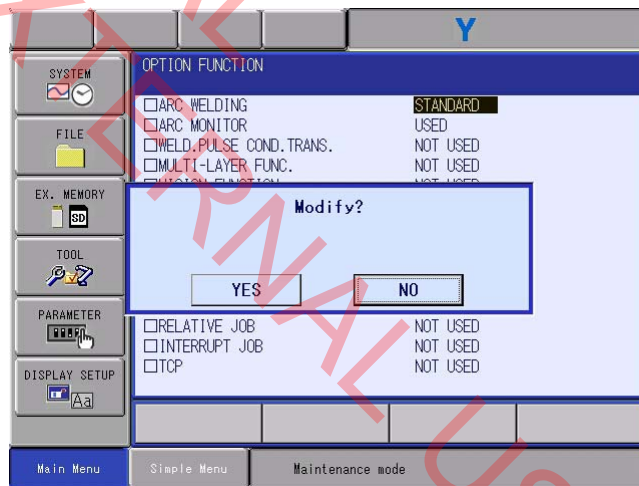 Y
SYSTEM
FILE
EX. MEMORY
SD
TOOL
PARAMETER
DISPLAY SETUP
Aa
OPTION FUNCTION
ARC WELDING STANDARD
ARC MONITOR USED
WELD.PULSE COND.TRANS. NOT USED
MULTI-LAYER FUNC. NOT USED
Modify?
YES NO
RELATIVE JOB NOT USED
INTERRUPT JOB NOT USED
TCP NOT USED
Main Menu Simple Menu Maintenance mode